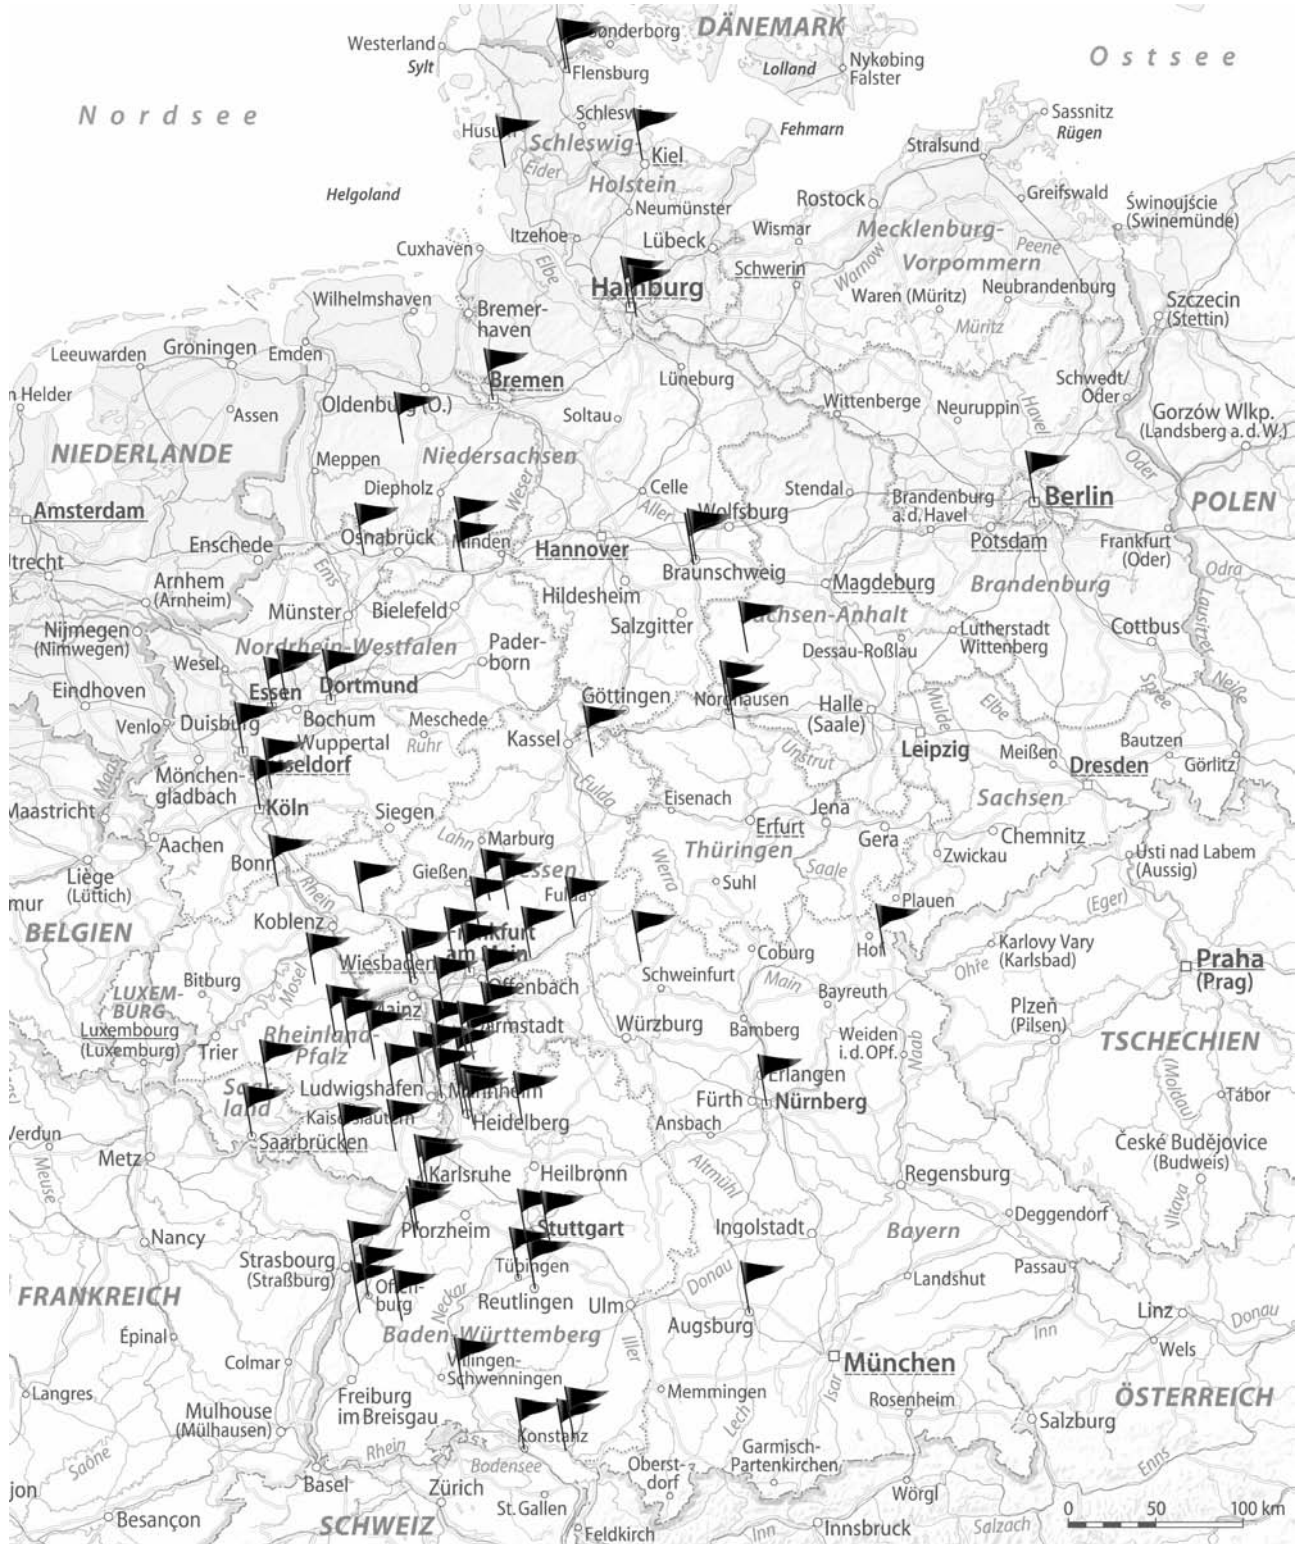 Westerland
Sylt
Sønderborg
DÄNEMARK
Ostsee
Flensburg
Lolland
Nykøbing
Falster
Nordsee
Husum
Schleswig
Schleswig-
Holstein
Eider
Kiel
Fehmarn
Sassnitz
Rügen
Stralsund
Helgoland
Neumünster
Rostock
Greifswald
Świnoujście
(Swinemünde)
Cuxhaven
Itzehoe
Elbe
Lübeck
Wismar
Schwerin
Mecklenburg-
Vorpommern
Warnow
Peene
Wilhelmshaven
Bremer-
haven
Hamburg
Waren (Müritz)
Neubrandenburg
Müritz
Szczecin
(Stettin)
Leeuwarden
Groningen
Emden
Bremen
Lüneburg
Schwedt/
Oder
n Helder
Assen
Oldenburg (O.)
Soltau
Wittenberge
Neuruppin
Havel
Gorzów Wlkp.
(Landsberg a.d.W.)
NIEDERLANDE
Meppen
Niedersachsen
Diepholz
Weser
Celle
Aller
Stendal
Brandenburg
a.d. Havel
Berlin
Oder
POLEN
Amsterdam
Enschede
Osnabrück
Minden
Hannover
Wolfsburg
Potsdam
Frankfurt
(Oder)
Utrecht
Arnhem
(Arnheim)
Ems
Braunschweig
Magdeburg
Brandenburg
Odra
Münster
Bielefeld
Hildesheim
Salzgitter
Sachsen-Anhalt
Lausitzer
Neiße
Nijmegen
(Nimwegen)
Nordrhein-Westfalen
Wesel
Pader-
born
Dessau-Roßlau
Lutherstadt
Wittenberg
Cottbus
Eindhoven
Essen
Dortmund
Göttingen
Nordhausen
Halle
(Saale)
Mulde
Elbe
Spree
Venlo
Duisburg
Bochum
Meschede
Ruhr
Kassel
Leipzig
Meißen
Bautzen
Görlitz
Wuppertal
Düsseldorf
Unstrut
Dresden
Mönchen-
gladbach
Maas
Fulda
Eisenach
Sachsen
Maastricht
Köln
Siegen
Erfurt
Jena
Gera
Chemnitz
Aachen
Lahn
Marburg
Thüringen
Zwickau
Ústi nad Labem
(Aussig)
Liège
(Lüttich)
Bonn
Rhein
Gießen
Hessen
Fulda
Werra
Suhl
Saale
Plauen
(Eger)
mur
BELGIEN
Koblenz
Frankfurt
am Main
Wiesbaden
Offenbach
Schweinfurt
Coburg
Hof
Karlovy Vary
(Karlsbad)
Ohře
Praha
(Prag)
Bitburg
Mosel
LUXEM-
BURG
Luxembourg
(Luxemburg)
Trier
Mainz
Main
Bayreuth
Plzeň
(Pilsen)
Rheinland-
Pfalz
Darmstadt
Würzburg
Bamberg
Weiden
i.d.OPf.
Naab
TSCHECHIEN
(Moldau)
Saar-
land
Ludwigshafen
Mannheim
Erlangen
Tábor
Kaiserslautern
Heidelberg
Fürth
Nürnberg
Verdun
Meuse
Metz
Saarbrücken
Ansbach
České Budějovice
(Budweis)
Vltava
Karlsruhe
Heilbronn
Altmühl
Regensburg
Nancy
Pforzheim
Stuttgart
Ingolstadt
Bayern
Deggendorf
Strasbourg
(Straßburg)
Tübingen
Donau
Landshut
Passau
FRANKREICH
Offen-
burg
Neckar
Reutlingen
Ulm
Augsburg
Linz
Donau
Épinal
Baden-Württemberg
Iller
Inn
Wels
Colmar
Villingen-
Schwenningen
München
Isar
Langres
Freiburg
im Breisgau
Memmingen
Lech
Rosenheim
ÖSTERREICH
Mulhouse
(Mülhausen)
Konstanz
Salzburg
Saône
Rhein
Bodensee
Oberst-
dorf
Garmisch-
Partenkirchen
Enns
jon
Basel
Zürich
St. Gallen
Wörgl
0 50 100 km
Besançon
SCHWEIZ
Feldkirch
Inn
Innsbruck
Salzach